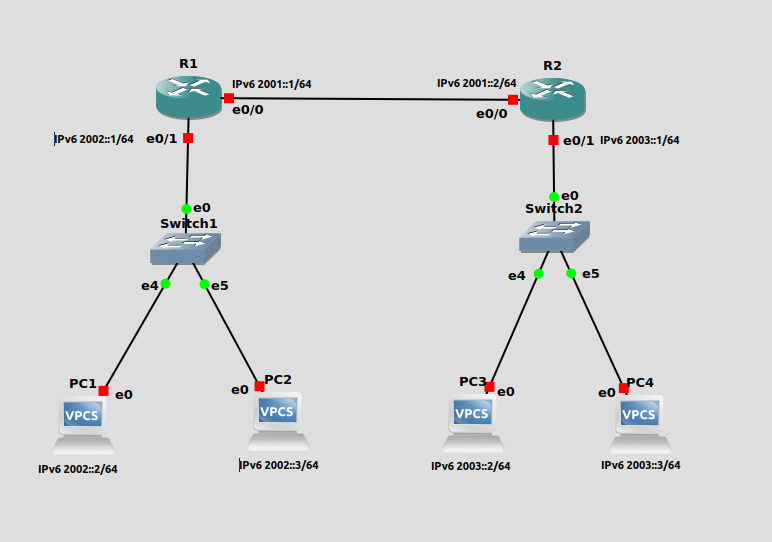 R1
R2
IPv6 2001::1/64
IPv6 2001::2/64
e0/0
e0/0
IPv6 2002::1/64
e0/1
e0/1
IPv6 2003::1/64
e0
e0
Switch1
Switch2
e4
e5
e4
e5
PC1
e0
PC2
e0
PC3
e0
PC4
e0
VPCS
VPCS
VPCS
VPCS
IPv6 2002::2/64
IPv6 2002::3/64
IPv6 2003::2/64
IPv6 2003::3/64